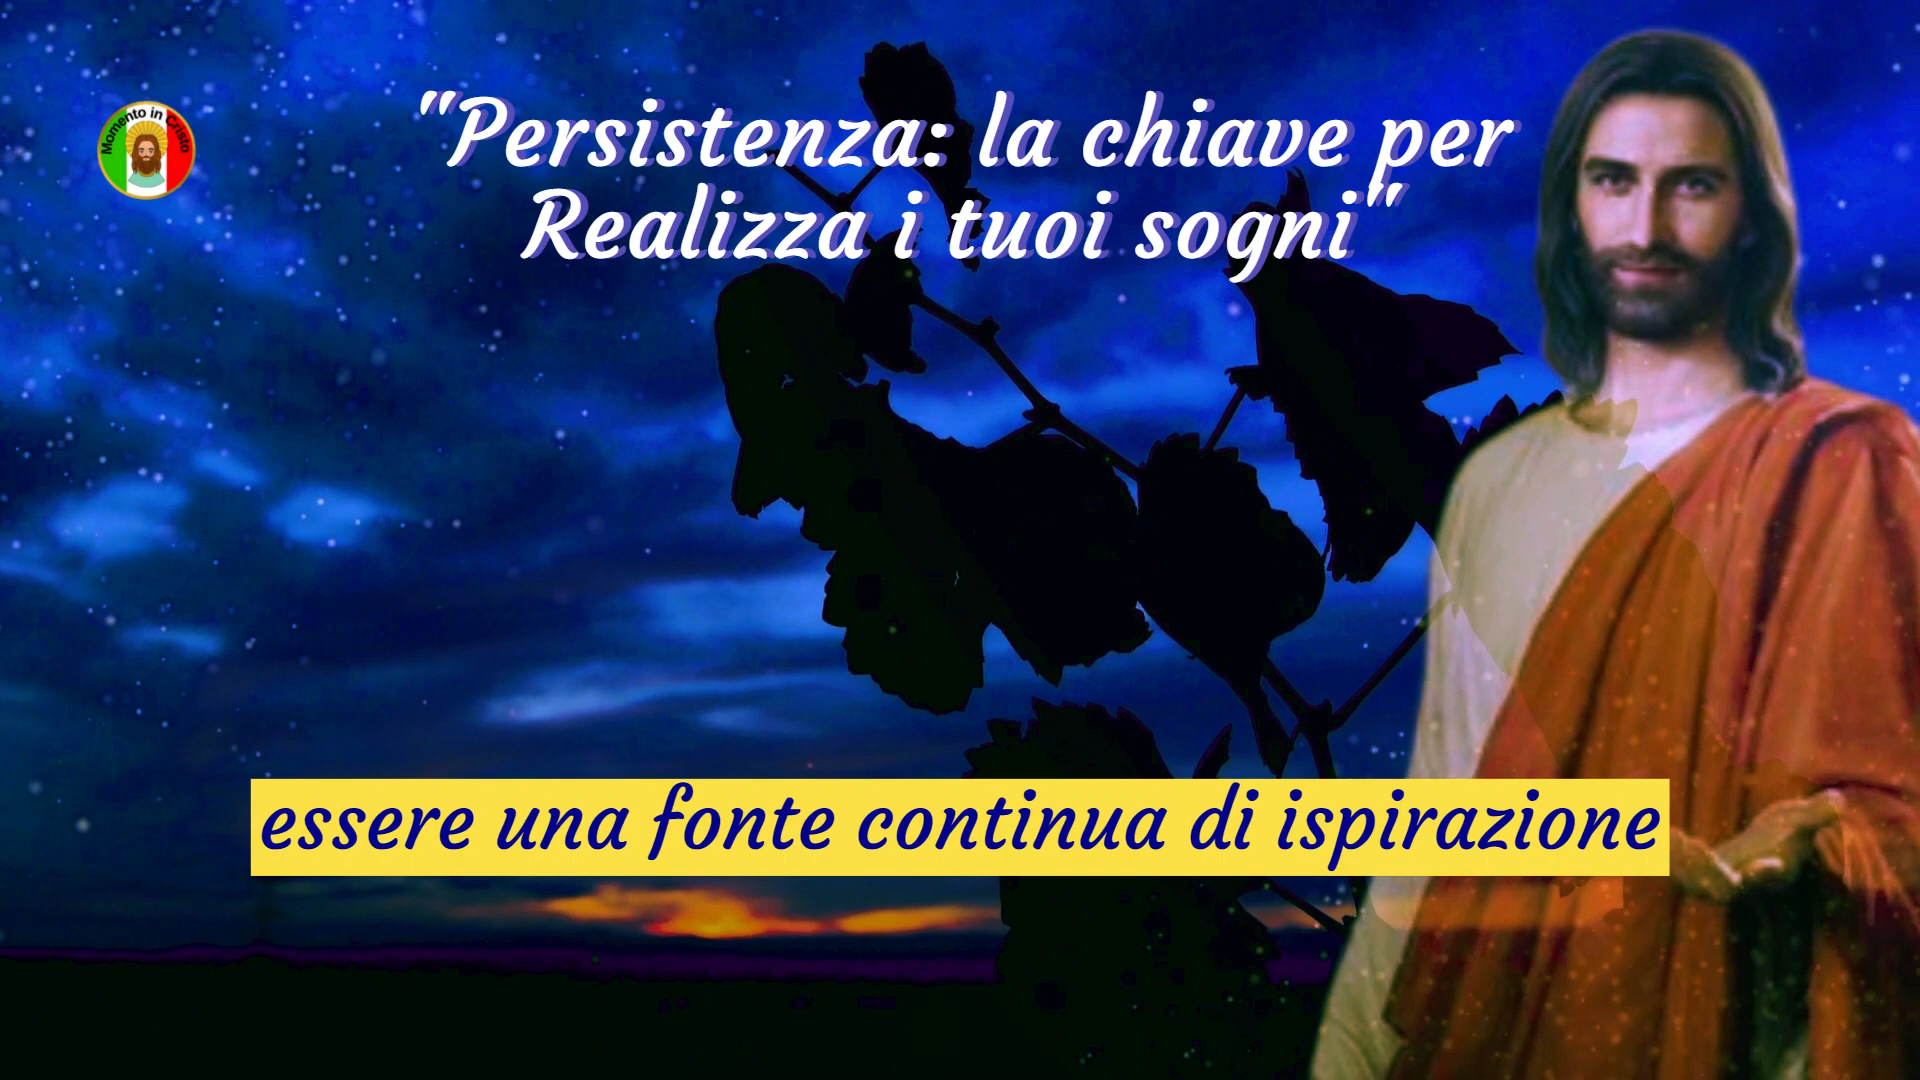 Momento in Cristo
"Persistenza: la chiave per
Realizza i tuoi sogni"
essere una fonte continua di ispirazione